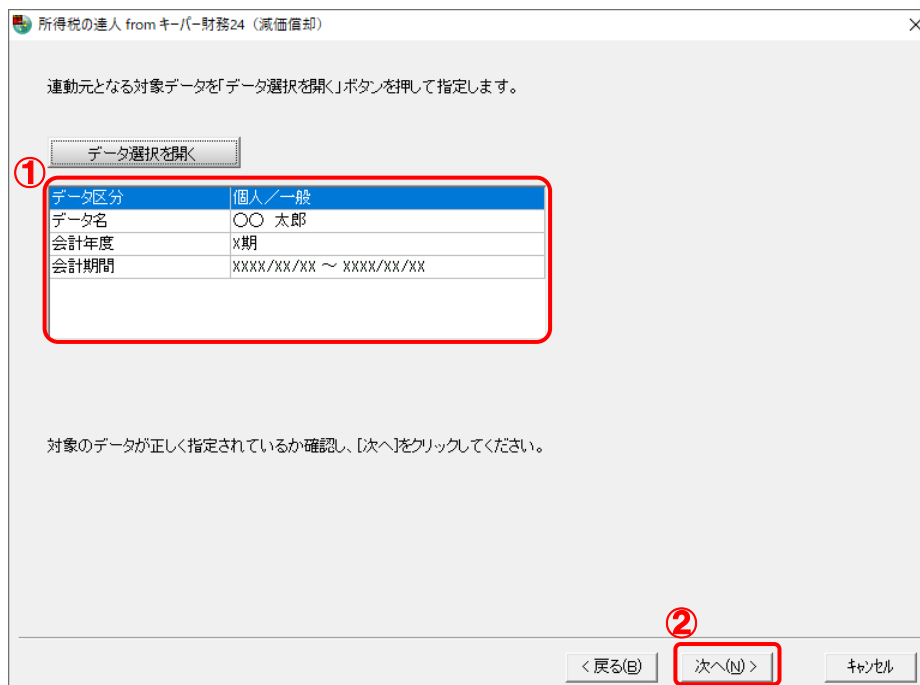 所得税の達人 from キーパー財務24（減価償却）
連動元となる対象データを「データ選択を開く」ボタンを押して指定します。
データ選択を開く
①
データ区分 個人／一般
データ名 〇〇 太郎
会計年度 X期
会計期間 XXXX/XX/XX ～ XXXX/XX/XX
対象のデータが正しく指定されているか確認し、[次へ]をクリックしてください。
②
< 戻る(B) 次へ(N) > キャンセル